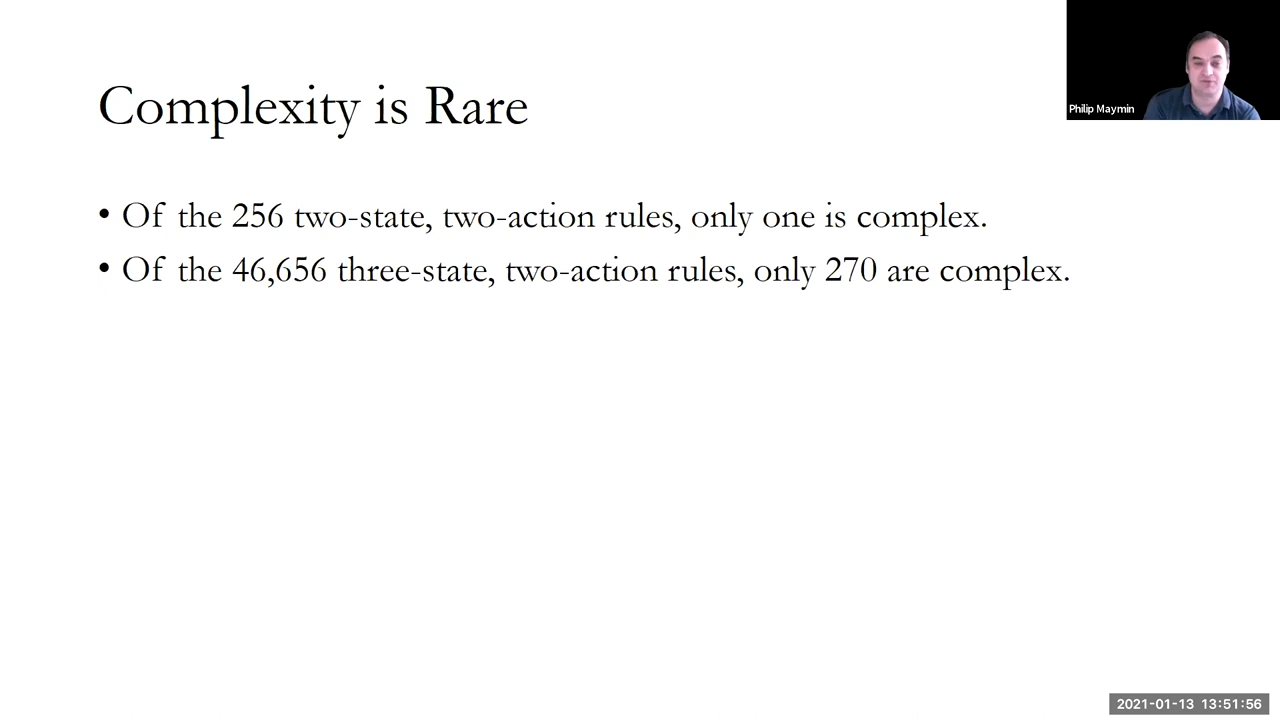 Complexity is Rare
Philip Maymin
• Of the 256 two-state, two-action rules, only one is complex.
• Of the 46,656 three-state, two-action rules, only 270 are complex.
2021-01-13 13:51:56